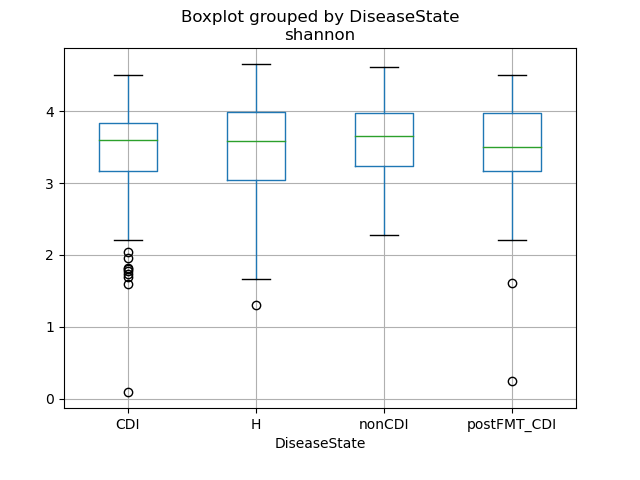 Boxplot grouped by DiseaseState
shannon
4
3
2
1
0
CDI
H
nonCDI
postFMT_CDI
DiseaseState